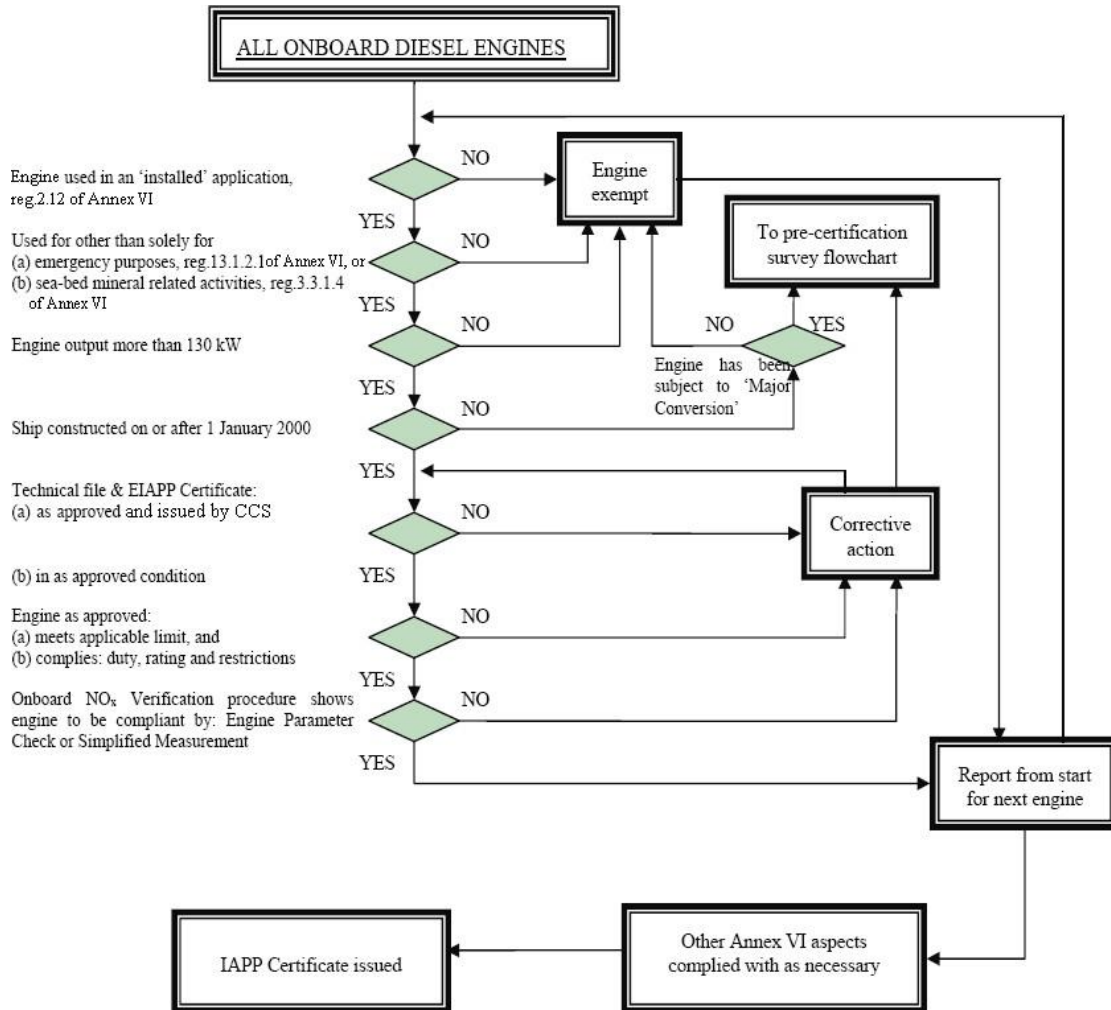 ALL ONBOARD DIESEL ENGINES
NO
Engine used in an ‘installed’ application,
reg.2.12 of Annex VI
Engine
exempt
YES
Used for other than solely for
(a) emergency purposes, reg.13.1.2.1of Annex VI, or
(b) sea-bed mineral related activities, reg.3.3.1.4
of Annex VI
NO
To pre-certification
survey flowchart
YES
Engine output more than 130 kW
NO
NO
YES
Engine has been
subject to ‘Major
Conversion’
YES
Ship constructed on or after 1 January 2000
NO
YES
Technical file & EIAPP Certificate:
(a) as approved and issued by CCS
NO
Corrective
action
(b) in as approved condition
YES
Engine as approved:
(a) meets applicable limit, and
(b) complies: duty, rating and restrictions
NO
YES
Onboard NOx Verification procedure shows
engine to be compliant by: Engine Parameter
Check or Simplified Measurement
NO
YES
Report from start
for next engine
Other Annex VI aspects
complied with as necessary
IAPP Certificate issued